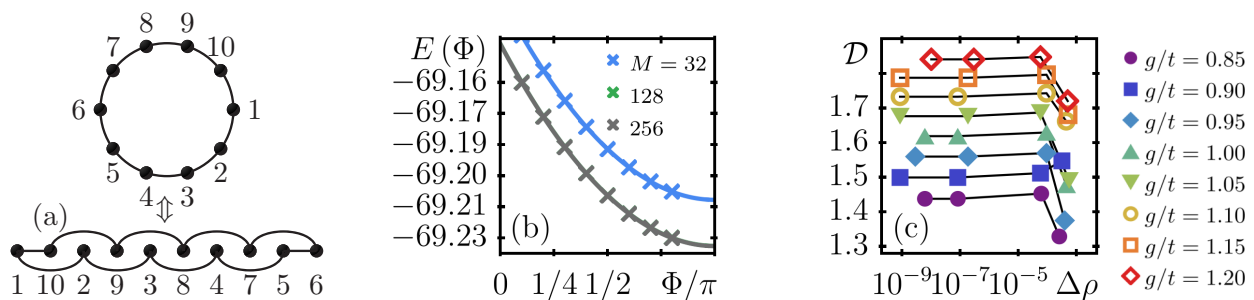 8 9
7 10
6 1
5 2
4 3
(a)
1 10 2 9 3 8 4 7 5 6
E (Φ)
−69.16
−69.17
−69.19
−69.20
−69.21
−69.23
M = 32
128
256
(b)
0 1/4 1/2 Φ/π
𝒟
1.7
1.6
1.5
1.4
1.3
(c)
10⁻⁹ 10⁻⁷ 10⁻⁵ Δρ
g/t = 0.85
g/t = 0.90
g/t = 0.95
g/t = 1.00
g/t = 1.05
g/t = 1.10
g/t = 1.15
g/t = 1.20